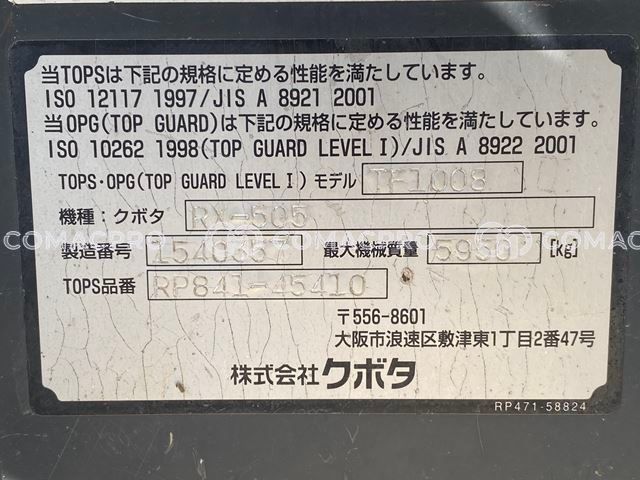 当TOPSは下記の規格に定める性能を満たしています。
ISO 12117 1997/JIS A 8921 2001
当OPG(TOP GUARD)は下記の規格に定める性能を満たしています。
ISO 10262 1998(TOP GUARD LEVELⅠ)/JIS A 8922 2001
TOPS・OPG(TOP GUARD LEVELⅠ) モデル TF1008
機種：クボタ RX-505
製造番号 最大機械質量 5950 [kg]
TOPS品番 RP841-45410
〒556-8601
大阪市浪速区敷津東1丁目2番47号
株式会社クボタ
RP471-58824